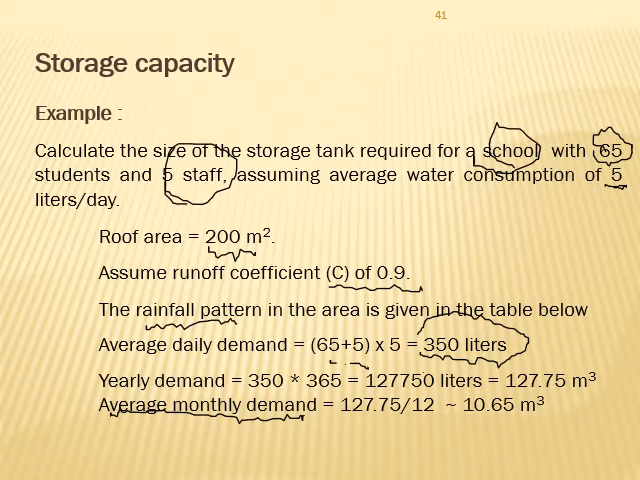 41
Storage capacity
Example :
Calculate the size of the storage tank required for a school with 65
students and 5 staff, assuming average water consumption of 5
liters/day.
Roof area = 200 m².
Assume runoff coefficient (C) of 0.9.
The rainfall pattern in the area is given in the table below
Average daily demand = (65+5) x 5 = 350 liters
Yearly demand = 350 * 365 = 127750 liters = 127.75 m³
Average monthly demand = 127.75/12 ~ 10.65 m³